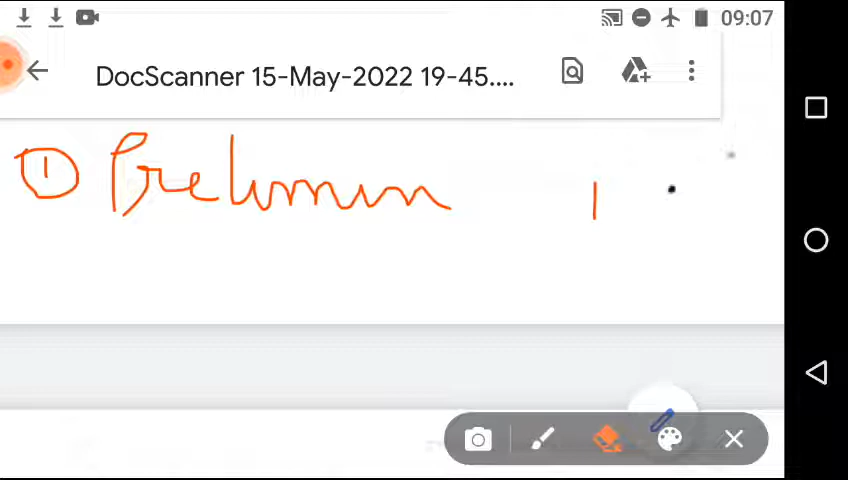 09:07
DocScanner 15-May-2022 19-45....
① Prelimin |